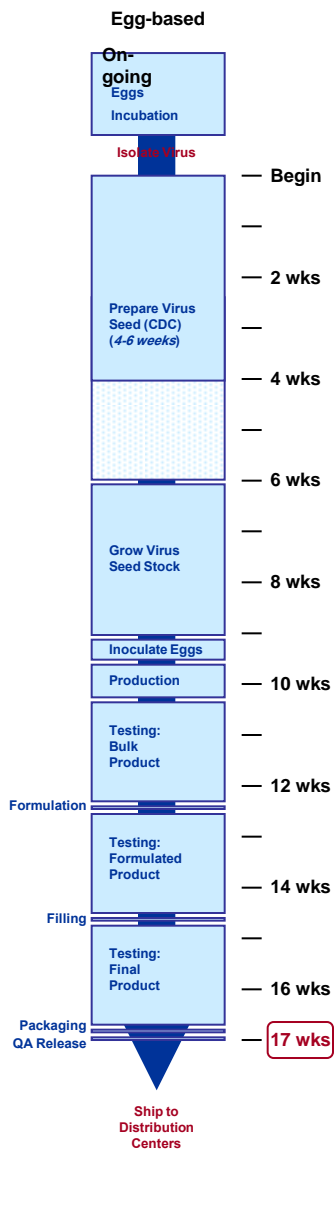 Egg-based
On-
going
Eggs
Incubation
Isolate Virus
Begin
2 wks
Prepare Virus
Seed (CDC)
(4-6 weeks)
4 wks
6 wks
Grow Virus
Seed Stock
8 wks
Inoculate Eggs
Production
10 wks
Testing:
Bulk
Product
12 wks
Formulation
Testing:
Formulated
Product
14 wks
Filling
Testing:
Final
Product
16 wks
Packaging
QA Release
17 wks
Ship to
Distribution
Centers